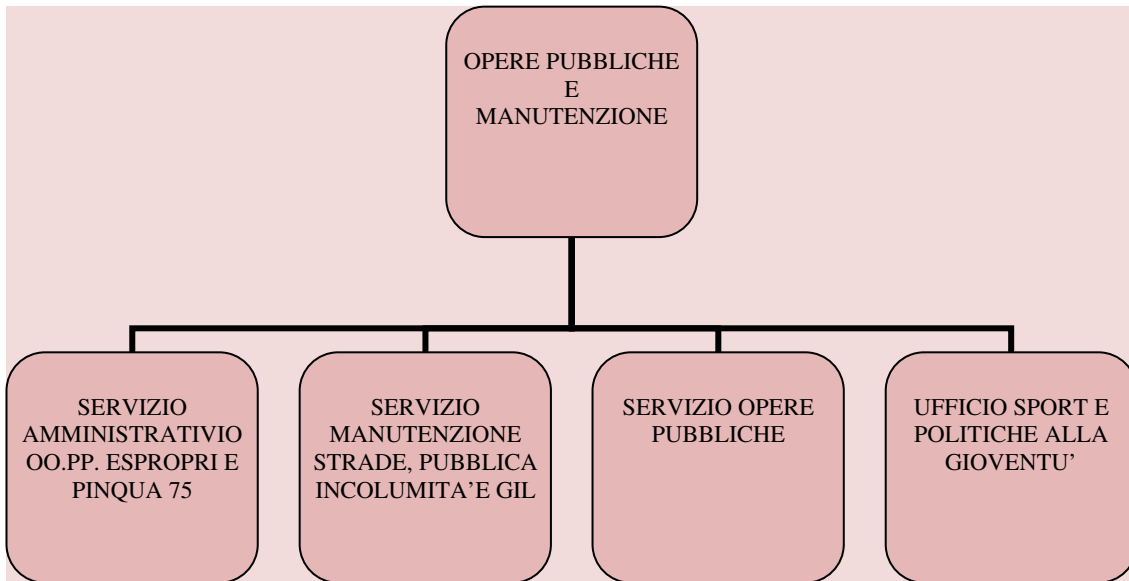 OPERE PUBBLICHE
E
MANUTENZIONE
SERVIZIO
AMMINISTRATIVIO
OO.PP. ESPROPRI E
PINQUA 75
SERVIZIO
MANUTENZIONE
STRADE, PUBBLICA
INCOLUMITA’E GIL
SERVIZIO OPERE
PUBBLICHE
UFFICIO SPORT E
POLITICHE ALLA
GIOVENTU’